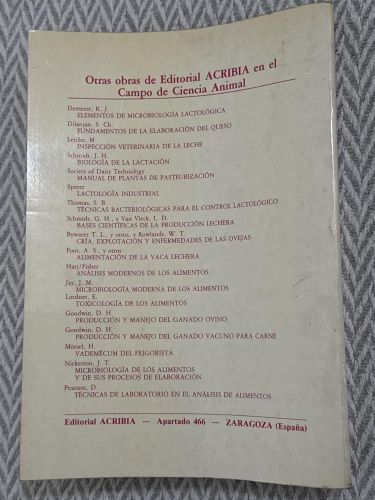 Otras obras de Editorial ACRIBIA en el
Campo de Ciencia Animal
Demeter, K. J.
ELEMENTOS DE MICROBIOLOGÍA LACTOLÓGICA
Dilanjan, S. Ch.
FUNDAMENTOS DE LA ELABORACIÓN DEL QUESO
Lerche, M.
INSPECCIÓN VETERINARIA DE LA LECHE
Schmidt, J. H.
BIOLOGÍA DE LA LACTACIÓN
Society of Dairy Technology
MANUAL DE PLANTAS DE PASTEURIZACIÓN
Spreer
LACTOLOGÍA INDUSTRIAL
Thomas, S. B.
TÉCNICAS BACTERIOLÓGICAS PARA EL CONTROL LACTOLÓGICO
Schmidt, G. H., y Van Vleck, L. D.
BASES CIENTÍFICAS DE LA PRODUCCIÓN LECHERA
Bywater T. L., y otros, y Rowlands, W. T.
CRÍA, EXPLOTACIÓN Y ENFERMEDADES DE LAS OVEJAS
Foot, A. S., y otros
ALIMENTACIÓN DE LA VACA LECHERA
Hart/Fisher
ANÁLISIS MODERNOS DE LOS ALIMENTOS
Jay, J. M.
MICROBIOLOGÍA MODERNA DE LOS ALIMENTOS
Lindner, E.
TOXICOLOGÍA DE LOS ALIMENTOS
Goodwin, D. H.
PRODUCCIÓN Y MANEJO DEL GANADO OVINO
Goodwin, D. H.
PRODUCCIÓN Y MANEJO DEL GANADO VACUNO PARA CARNE
Mörsel, H.
VADEMÉCUM DEL FRIGORISTA
Nickerson, J. T.
MICROBIOLOGÍA DE LOS ALIMENTOS
Y DE SUS PROCESOS DE ELABORACIÓN
Pearson, D.
TÉCNICAS DE LABORATORIO EN EL ANÁLISIS DE ALIMENTOS
Editorial ACRIBIA — Apartado 466 — ZARAGOZA (España)